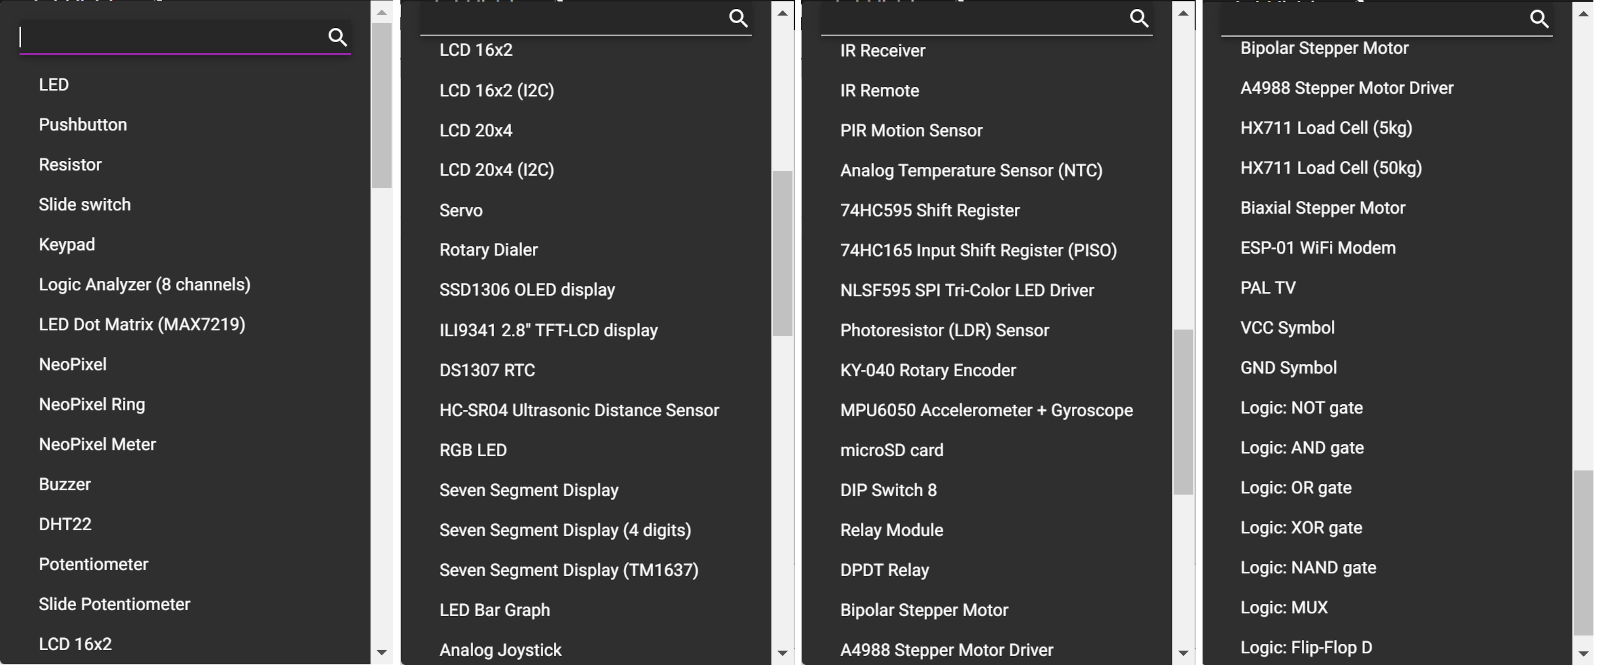 LED
Pushbutton
Resistor
Slide switch
Keypad
Logic Analyzer (8 channels)
LED Dot Matrix (MAX7219)
NeoPixel
NeoPixel Ring
NeoPixel Meter
Buzzer
DHT22
Potentiometer
Slide Potentiometer
LCD 16x2
LCD 16x2
LCD 16x2 (I2C)
LCD 20x4
LCD 20x4 (I2C)
Servo
Rotary Dialer
SSD1306 OLED display
ILI9341 2.8" TFT-LCD display
DS1307 RTC
HC-SR04 Ultrasonic Distance Sensor
RGB LED
Seven Segment Display
Seven Segment Display (4 digits)
Seven Segment Display (TM1637)
LED Bar Graph
Analog Joystick
IR Receiver
IR Remote
PIR Motion Sensor
Analog Temperature Sensor (NTC)
74HC595 Shift Register
74HC165 Input Shift Register (PISO)
NLSF595 SPI Tri-Color LED Driver
Photoresistor (LDR) Sensor
KY-040 Rotary Encoder
MPU6050 Accelerometer + Gyroscope
microSD card
DIP Switch 8
Relay Module
DPDT Relay
Bipolar Stepper Motor
A4988 Stepper Motor Driver
Bipolar Stepper Motor
A4988 Stepper Motor Driver
HX711 Load Cell (5kg)
HX711 Load Cell (50kg)
Biaxial Stepper Motor
ESP-01 WiFi Modem
PAL TV
VCC Symbol
GND Symbol
Logic: NOT gate
Logic: AND gate
Logic: OR gate
Logic: XOR gate
Logic: NAND gate
Logic: MUX
Logic: Flip-Flop D